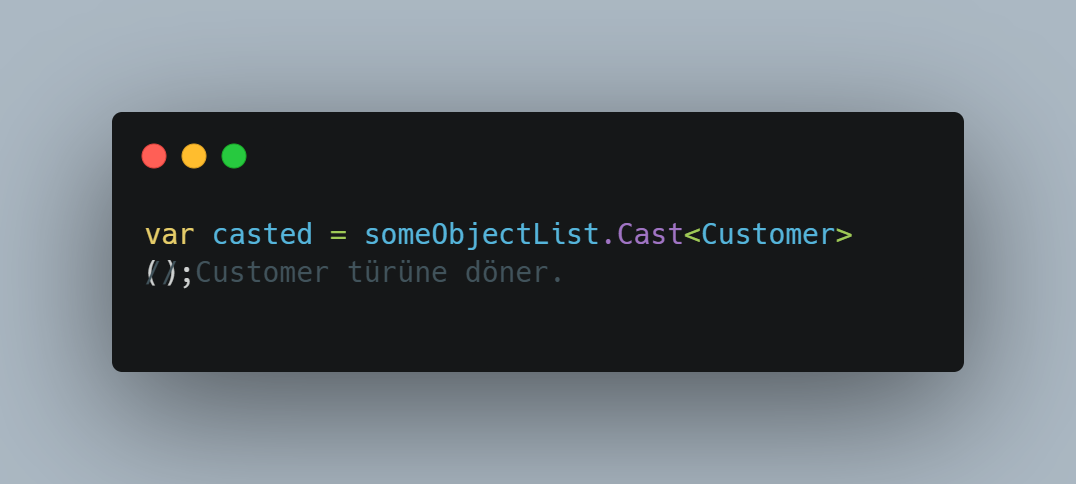 var casted = someObjectList.Cast<Customer>
();
// Customer türüne döner.